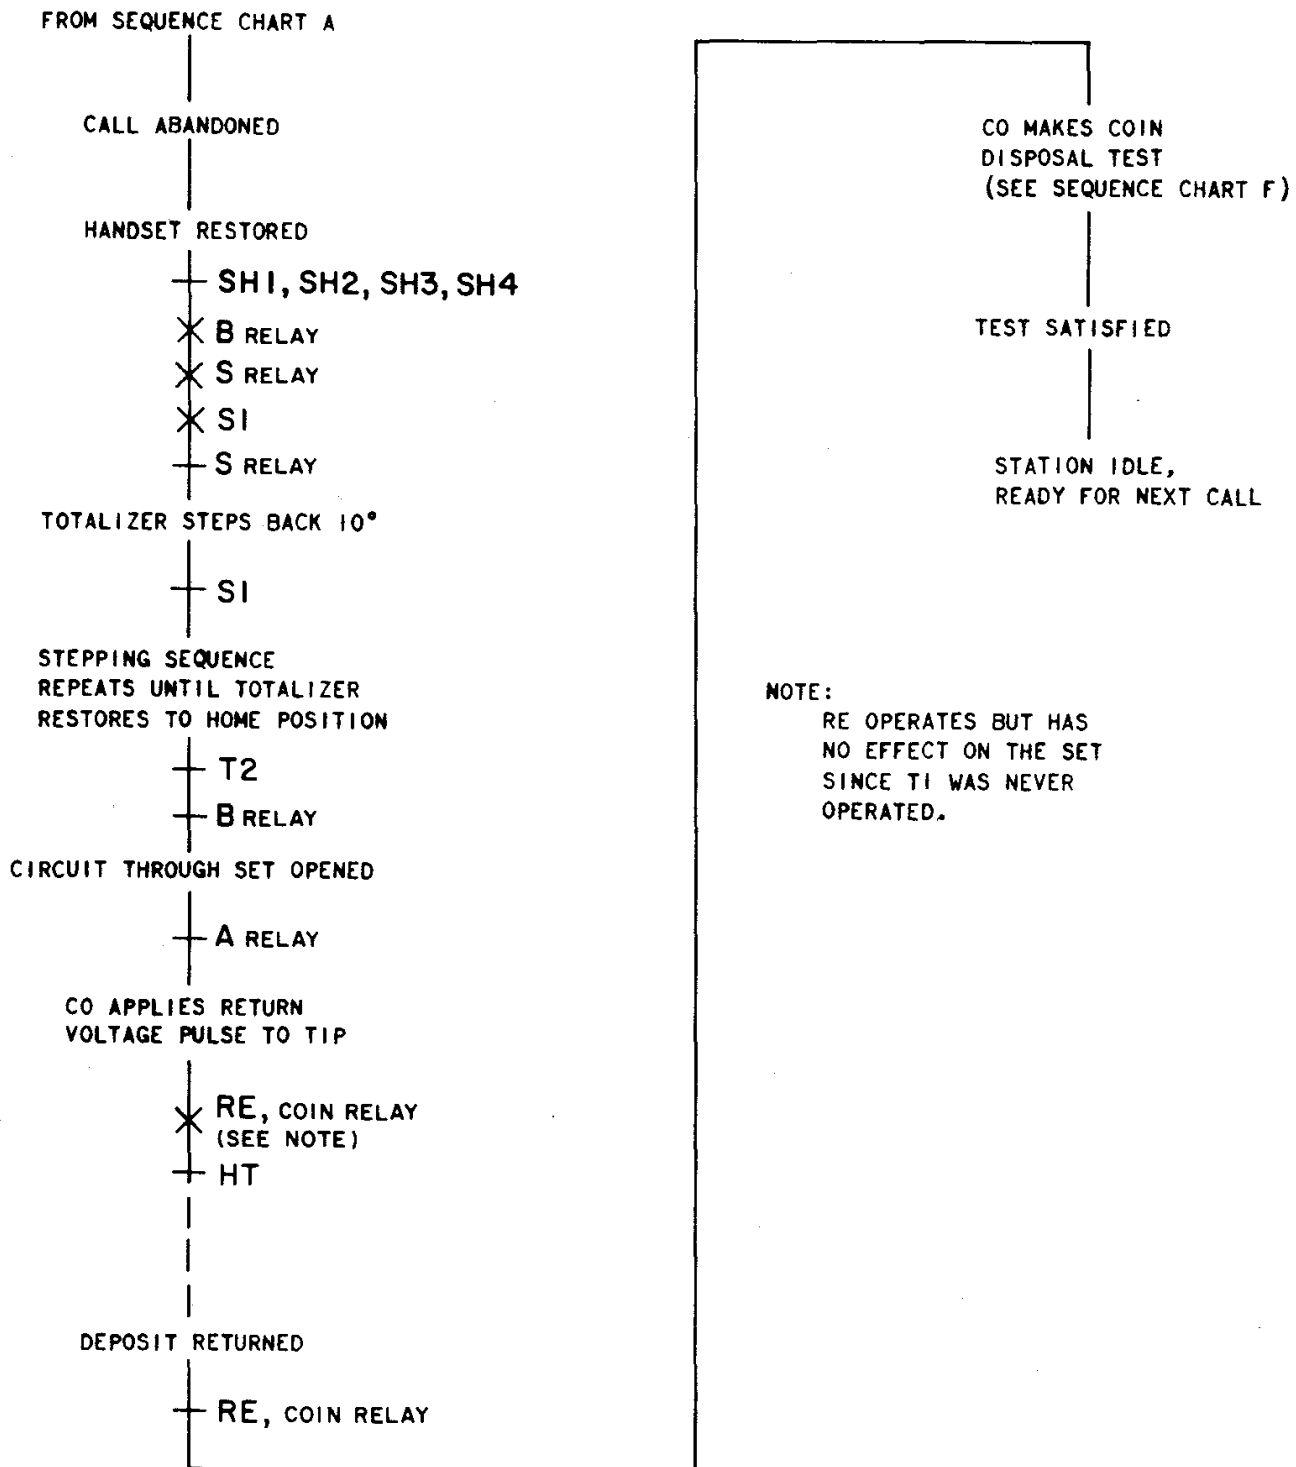 FROM SEQUENCE CHART A
CALL ABANDONED
HANDSET RESTORED
SH1, SH2, SH3, SH4
B RELAY
S RELAY
S1
S RELAY
TOTALIZER STEPS BACK 10°
S1
STEPPING SEQUENCE
REPEATS UNTIL TOTALIZER
RESTORES TO HOME POSITION
T2
B RELAY
CIRCUIT THROUGH SET OPENED
A RELAY
CO APPLIES RETURN
VOLTAGE PULSE TO TIP
RE, COIN RELAY
(SEE NOTE)
HT
DEPOSIT RETURNED
RE, COIN RELAY
CO MAKES COIN
DISPOSAL TEST
(SEE SEQUENCE CHART F)
TEST SATISFIED
STATION IDLE,
READY FOR NEXT CALL
NOTE:
RE OPERATES BUT HAS
NO EFFECT ON THE SET
SINCE T1 WAS NEVER
OPERATED.